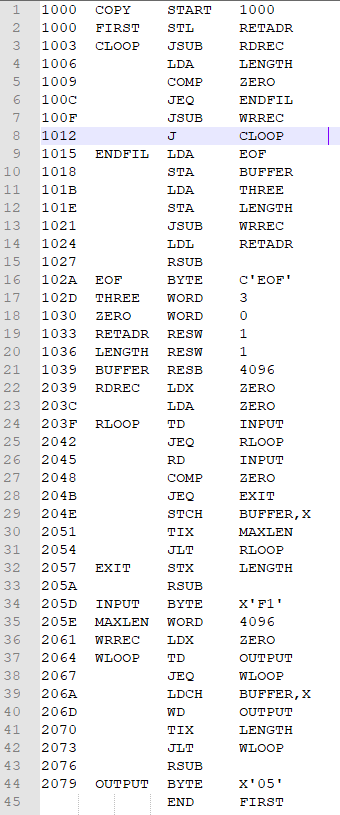 1 1000 COPY START 1000
2 1000 FIRST STL RETADR
3 1003 CLOOP JSUB RDREC
4 1006 LDA LENGTH
5 1009 COMP ZERO
6 100C JEQ ENDFIL
7 100F JSUB WRREC
8 1012 J CLOOP
9 1015 ENDFIL LDA EOF
10 1018 STA BUFFER
11 101B LDA THREE
12 101E STA LENGTH
13 1021 JSUB WRREC
14 1024 LDL RETADR
15 1027 RSUB
16 102A EOF BYTE C'EOF'
17 102D THREE WORD 3
18 1030 ZERO WORD 0
19 1033 RETADR RESW 1
20 1036 LENGTH RESW 1
21 1039 BUFFER RESB 4096
22 2039 RDREC LDX ZERO
23 203C LDA ZERO
24 203F RLOOP TD INPUT
25 2042 JEQ RLOOP
26 2045 RD INPUT
27 2048 COMP ZERO
28 204B JEQ EXIT
29 204E STCH BUFFER,X
30 2051 TIX MAXLEN
31 2054 JLT RLOOP
32 2057 EXIT STX LENGTH
33 205A RSUB
34 205D INPUT BYTE X'F1'
35 205E MAXLEN WORD 4096
36 2061 WRREC LDX ZERO
37 2064 WLOOP TD OUTPUT
38 2067 JEQ WLOOP
39 206A LDCH BUFFER,X
40 206D WD OUTPUT
41 2070 TIX LENGTH
42 2073 JLT WLOOP
43 2076 RSUB
44 2079 OUTPUT BYTE X'05'
45 END FIRST